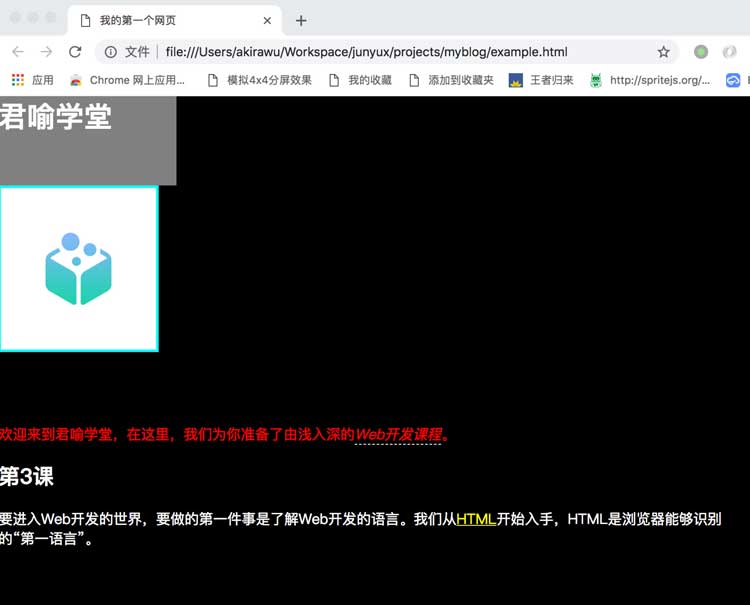 我的第一个网页
文件 file:///Users/akirawu/Workspace/junyux/projects/myblog/example.html
应用 Chrome 网上应用... 模拟4x4分屏效果 我的收藏 添加到收藏夹 王者归来 http://spritejs.org/...
君喻学堂
欢迎来到君喻学堂，在这里，我们为你准备了由浅入深的Web开发课程。
第3课
要进入Web开发的世界，要做的第一件事是了解Web开发的语言。我们从HTML开始入手，HTML是浏览器能够识别
的“第一语言”。